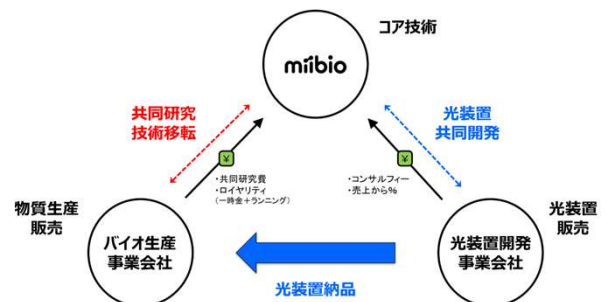 コア技術
miibio
共同研究
技術移転
光装置
共同開発
¥
¥
・共同研究費
・ロイヤリティ
(一時金+ランニング)
・コンサルフィー
・売上から%
物質生産
販売
バイオ生産
事業会社
光装置開発
事業会社
光装置
販売
光装置納品